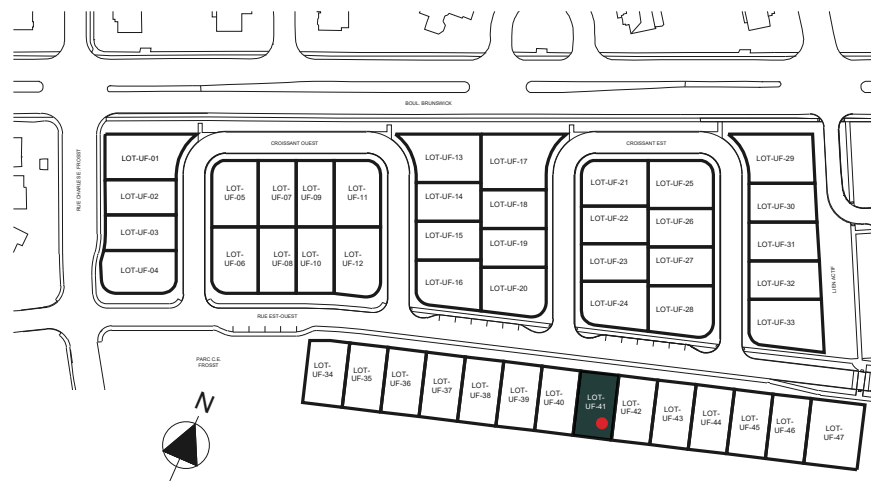 BOUL. BRUNSWICK
RUE CHARLES E. FROSST
CROISSANT OUEST
CROISSANT EST
LOT-UF-01
LOT-UF-02
LOT-UF-03
LOT-UF-04
LOT-
UF-05
LOT-
UF-07
LOT-
UF-09
LOT-
UF-11
LOT-
UF-06
LOT-
UF-08
LOT-
UF-10
LOT-
UF-12
LOT-UF-13
LOT-UF-14
LOT-UF-15
LOT-UF-16
LOT-UF-17
LOT-UF-18
LOT-UF-19
LOT-UF-20
LOT-UF-21
LOT-UF-22
LOT-UF-23
LOT-UF-24
LOT-UF-25
LOT-UF-26
LOT-UF-27
LOT-UF-28
LOT-UF-29
LOT-UF-30
LOT-UF-31
LOT-UF-32
LOT-UF-33
LIEN ACTIF
RUE EST-OUEST
PARC C.E.
FROSST
LOT-
UF-34
LOT-
UF-35
LOT-
UF-36
LOT-
UF-37
LOT-
UF-38
LOT-
UF-39
LOT-
UF-40
LOT-
UF-41
LOT-
UF-42
LOT-
UF-43
LOT-
UF-44
LOT-
UF-45
LOT-
UF-46
LOT-
UF-47
N